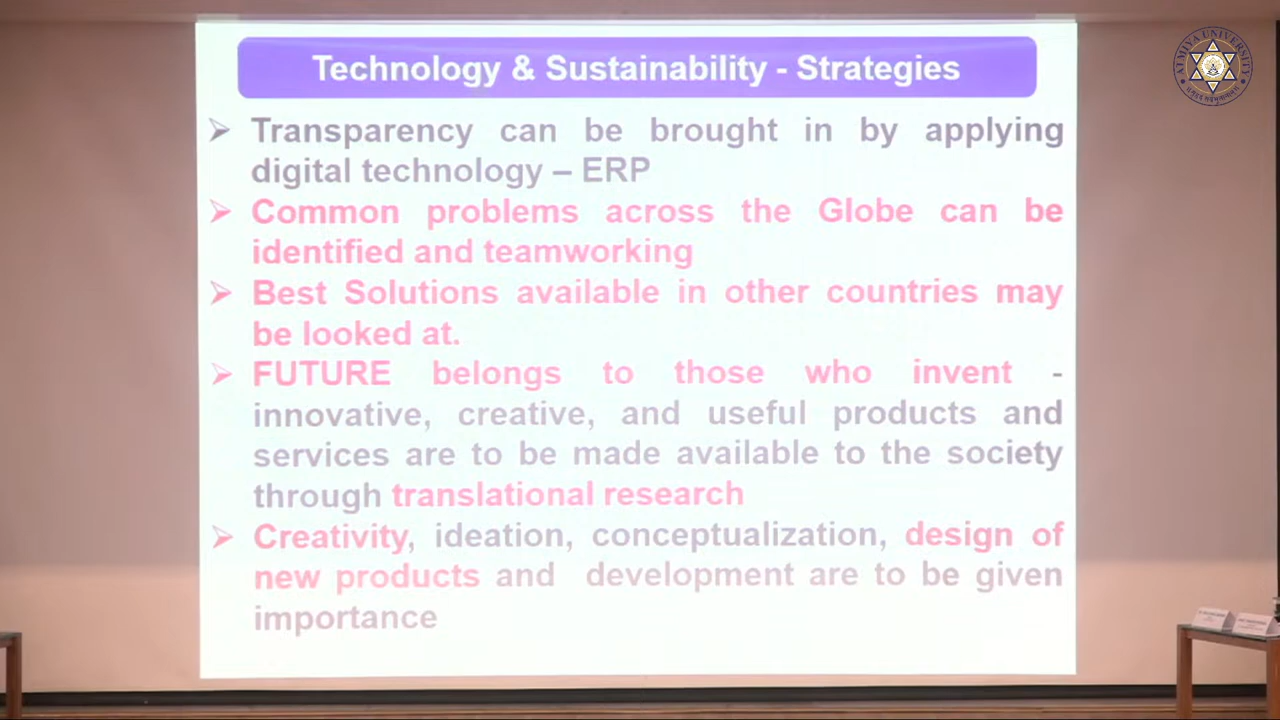 Technology & Sustainability - Strategies
ATMIYA UNIVERSITY
➢ Transparency can be brought in by applying
digital technology – ERP
➢ Common problems across the Globe can be
identified and teamworking
➢ Best Solutions available in other countries may
be looked at.
➢ FUTURE belongs to those who invent -
innovative, creative, and useful products and
services are to be made available to the society
through translational research
➢ Creativity, ideation, conceptualization, design of
new products and development are to be given
importance